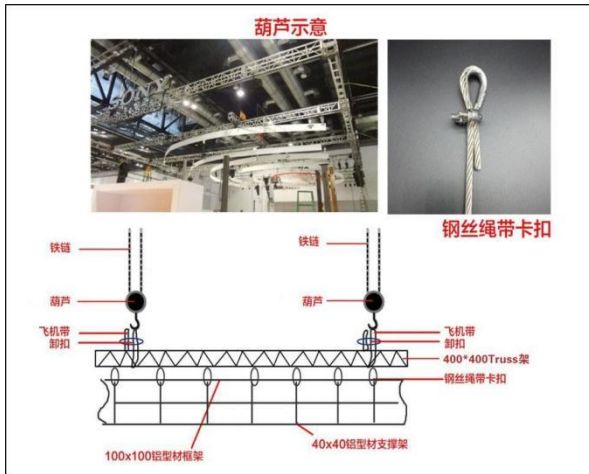 葫芦示意
SONY
钢丝绳带卡扣
铁链
铁链
葫芦
葫芦
飞机带
飞机带
卸扣
卸扣
400*400Truss架
钢丝绳带卡扣
100x100铝型材框架
40x40铝型材支撑架